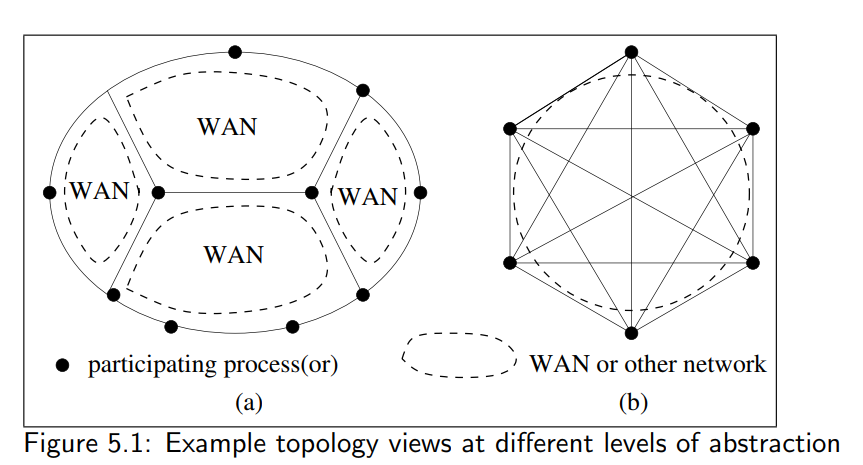 WAN
WAN
WAN
WAN
participating process(or)
WAN or other network
(a)
(b)
Figure 5.1: Example topology views at different levels of abstraction